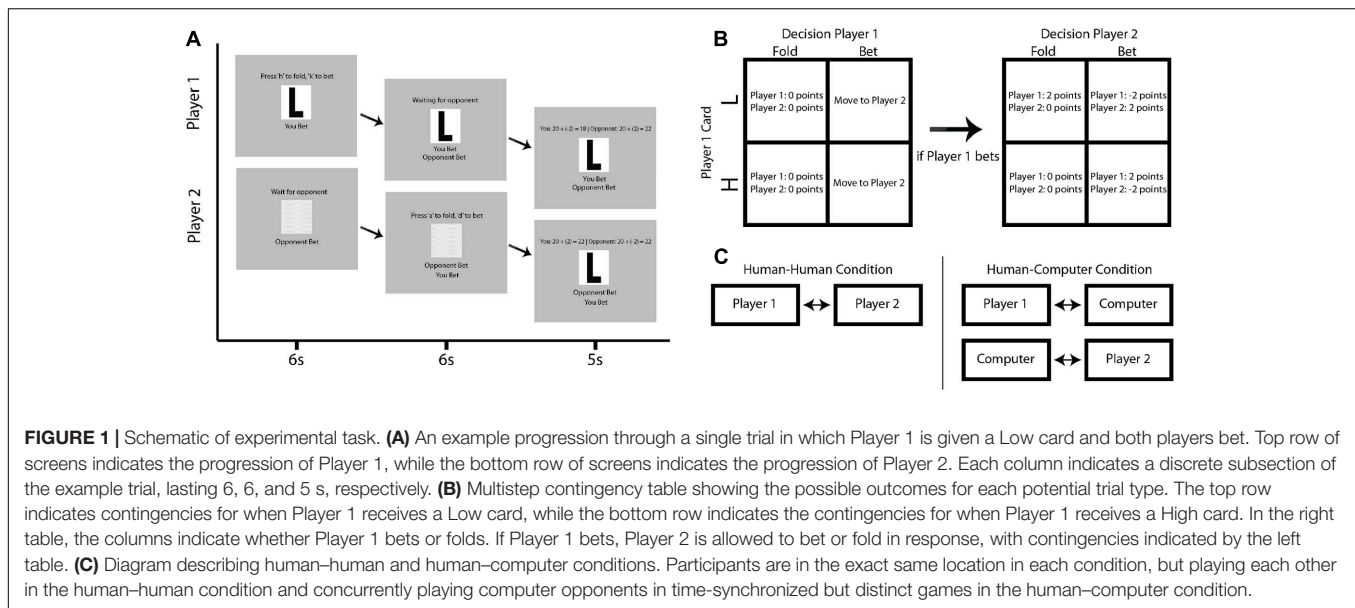 A
Player 1
Press 'h' to fold, 'k' to bet
L
You Bet
Waiting for opponent
L
You Bet
Opponent Bet
You: 20 + (-2) = 18 | Opponent: 20 + (2) = 22
L
You Bet
Opponent Bet
Player 2
Wait for opponent
Opponent Bet
Press 'a' to fold, 'd' to bet
Opponent Bet
You Bet
You: 20 + (2) = 22 | Opponent: 20 + (-2) = 22
L
Opponent Bet
You Bet
6s
6s
5s
B
Decision Player 1
Fold
Bet
Player 1 Card
L
Player 1: 0 points
Player 2: 0 points
Move to Player 2
H
Player 1: 0 points
Player 2: 0 points
Move to Player 2
if Player 1 bets
Decision Player 2
Fold
Bet
Player 1: 2 points
Player 2: 0 points
Player 1: -2 points
Player 2: 2 points
Player 1: 0 points
Player 2: 0 points
Player 1: 2 points
Player 2: -2 points
C
Human-Human Condition
Player 1
Player 2
Human-Computer Condition
Player 1
Computer
Computer
Player 2
FIGURE 1 | Schematic of experimental task. (A) An example progression through a single trial in which Player 1 is given a Low card and both players bet. Top row of
screens indicates the progression of Player 1, while the bottom row of screens indicates the progression of Player 2. Each column indicates a discrete subsection of
the example trial, lasting 6, 6, and 5 s, respectively. (B) Multistep contingency table showing the possible outcomes for each potential trial type. The top row
indicates contingencies for when Player 1 receives a Low card, while the bottom row indicates the contingencies for when Player 1 receives a High card. In the right
table, the columns indicate whether Player 1 bets or folds. If Player 1 bets, Player 2 is allowed to bet or fold in response, with contingencies indicated by the left
table. (C) Diagram describing human–human and human–computer conditions. Participants are in the exact same location in each condition, but playing each other
in the human–human condition and concurrently playing computer opponents in time-synchronized but distinct games in the human–computer condition.